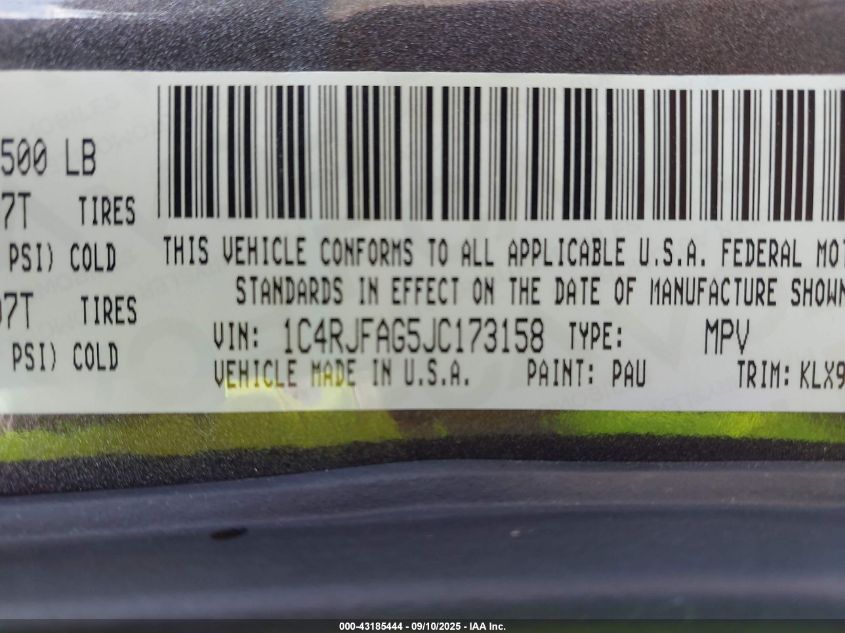 500 LB
7T TIRES
PSI) COLD
07T TIRES
PSI) COLD
THIS VEHICLE CONFORMS TO ALL APPLICABLE U.S.A. FEDERAL MOT
STANDARDS IN EFFECT ON THE DATE OF MANUFACTURE SHOWN
VIN: 1C4RJFAG5JC173158 TYPE: MPV
VEHICLE MADE IN U.S.A. PAINT: PAU TRIM: KLX9
000-43185444 - 09/10/2025 - IAA Inc.